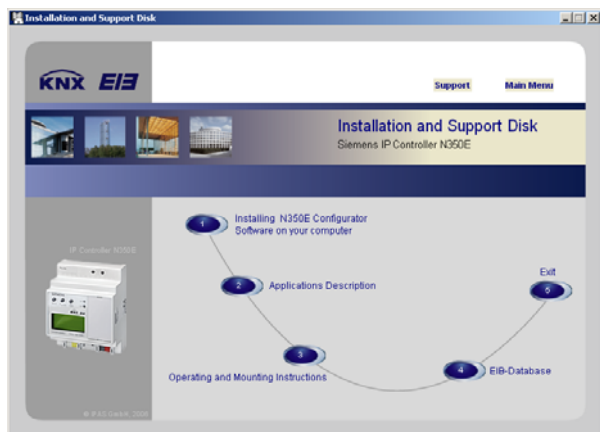 Installation and Support Disk
KNX EIB
Support Main Menu
Installation and Support Disk
Siemens IP Controller N350E
1
Installing N350E Configurator
Software on your computer
IP Controller N350E
2
Applications Description
Exit
5
3
Operating and Mounting Instructions
4
EIB-Database